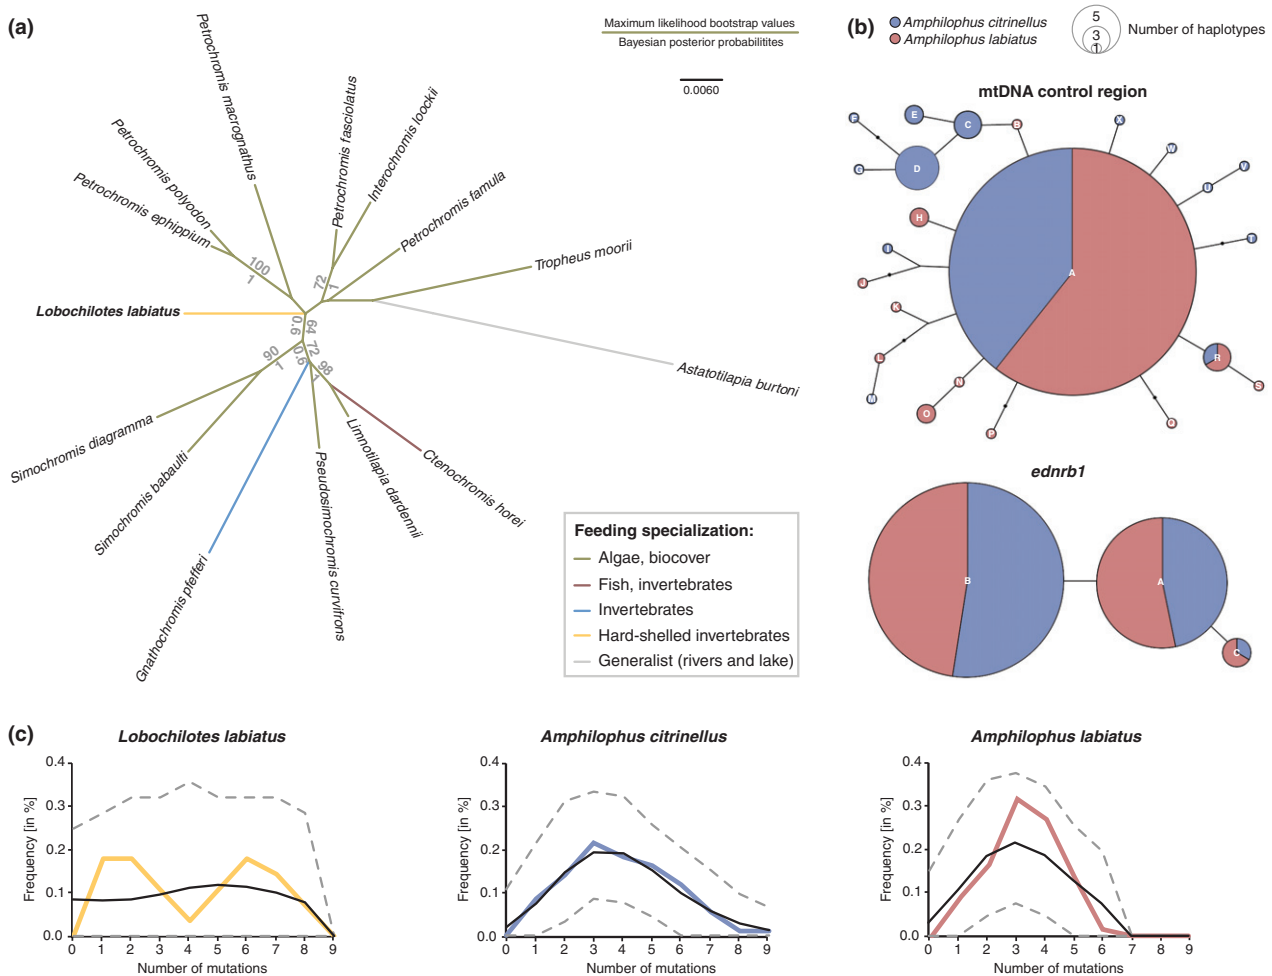 (a)
Maximum likelihood bootstrap values
Bayesian posterior probabilitites
0.0060
Petrochromis macrognathus
Petrochromis polyodon
Petrochromis ephippium
Petrochromis fasciolatus
Interochromis loockii
Petrochromis famula
Tropheus moorii
Astatotilapia burtoni
Lobochilotes labiatus
Simochromis diagramma
Simochromis babaulti
Gnathochromis pfefferi
Pseudosimochromis curvifrons
Limnotilapia dardennii
Ctenochromis horei
100
1
72
1
64
0.6
72
0.6
98
1
90
1
Feeding specialization:
Algae, biocover
Fish, invertebrates
Invertebrates
Hard-shelled invertebrates
Generalist (rivers and lake)
(b)
Amphilophus citrinellus
Amphilophus labiatus
5
3
1
Number of haplotypes
mtDNA control region
F
E
C
B
X
W
V
U
G
D
H
T
I
A
J
K
L
R
M
N
S
O
P
Q
ednrb1
B
A
C
(c)
Lobochilotes labiatus
Frequency [in %]
0.4
0.3
0.2
0.1
0.0
0 1 2 3 4 5 6 7 8 9
Number of mutations
Amphilophus citrinellus
Frequency [in %]
0.4
0.3
0.2
0.1
0.0
0 1 2 3 4 5 6 7 8 9
Number of mutations
Amphilophus labiatus
Frequency [in %]
0.4
0.3
0.2
0.1
0.0
0 1 2 3 4 5 6 7 8 9
Number of mutations